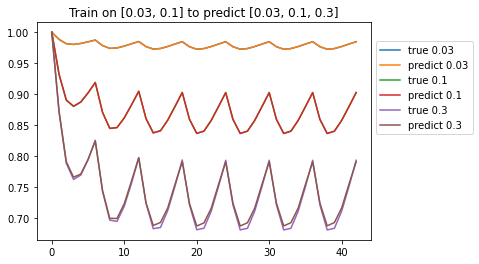 Train on [0.03, 0.1] to predict [0.03, 0.1, 0.3]
1.00
0.95
0.90
0.85
0.80
0.75
0.70
0
10
20
30
40
true 0.03
predict 0.03
true 0.1
predict 0.1
true 0.3
predict 0.3